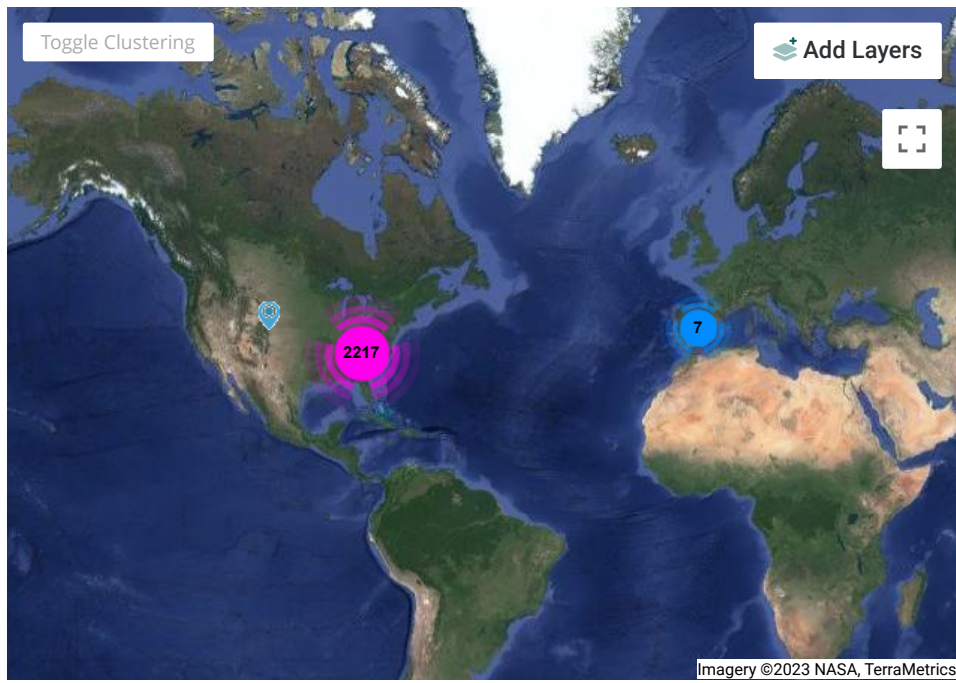 Toggle Clustering
Add Layers
2217
7
Imagery ©2023 NASA, TerraMetrics